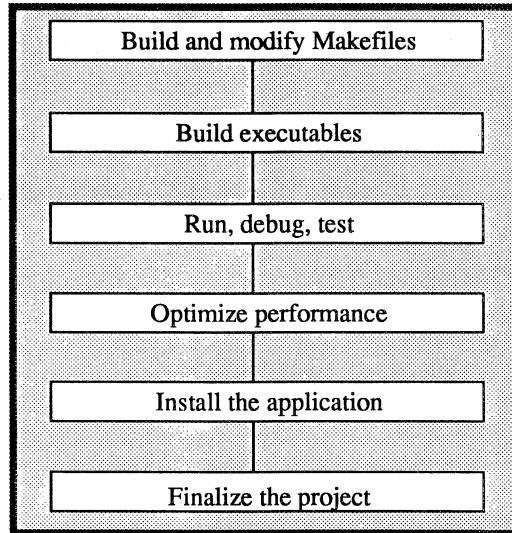 Build and modify Makefiles
Build executables
Run, debug, test
Optimize performance
Install the application
Finalize the project